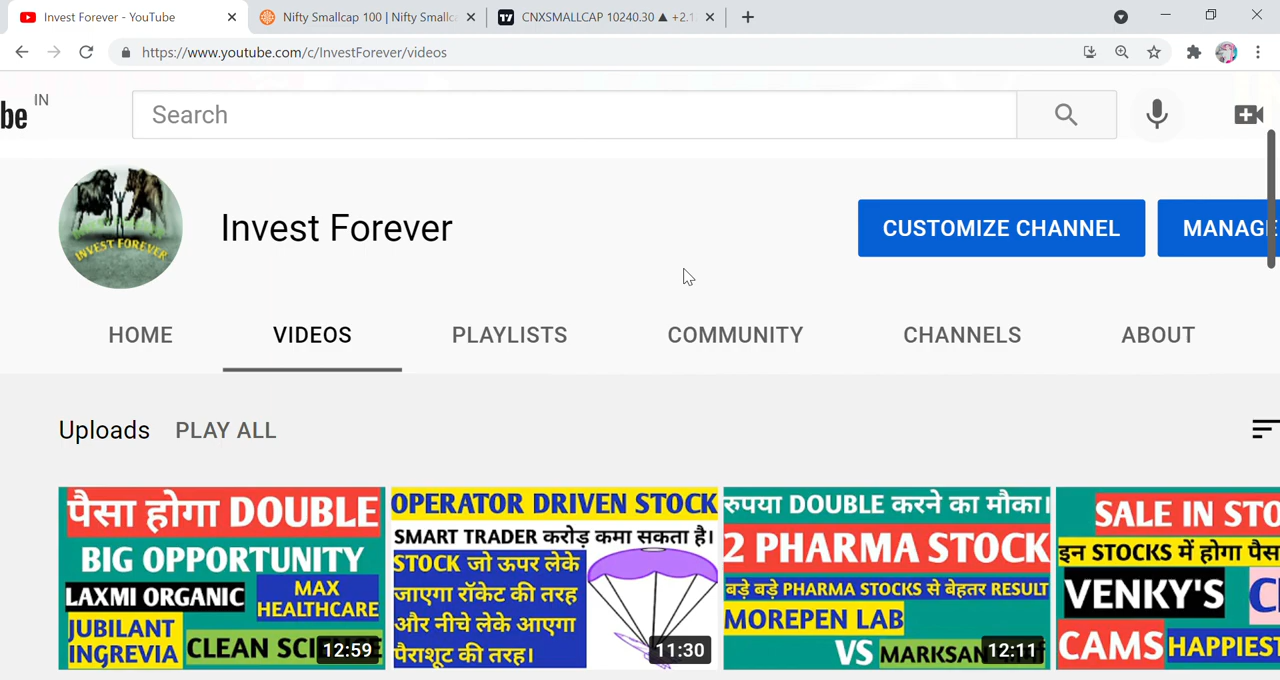 Invest Forever - YouTube
Nifty Smallcap 100 | Nifty Smallc
CNXSMALLCAP 10240.30 ▲ +2.1
https://www.youtube.com/c/InvestForever/videos
be IN
Search
INVEST FOREVER
Invest Forever
CUSTOMIZE CHANNEL
MANAGE
HOME
VIDEOS
PLAYLISTS
COMMUNITY
CHANNELS
ABOUT
Uploads
PLAY ALL
पैसा होगा DOUBLE
BIG OPPORTUNITY
LAXMI ORGANIC
MAX
HEALTHCARE
JUBILANT
INGREVIA
CLEAN SCI
12:59
OPERATOR DRIVEN STOCK
SMART TRADER करोड़ कमा सकता है।
STOCK जो ऊपर लेके
जाएगा रॉकेट की तरह
और नीचे लेके आएगा
पैराशूट की तरह।
11:30
रुपया DOUBLE करने का मौका।
2 PHARMA STOCK
बड़े बड़े PHARMA STOCKS से बेहतर RESULT
MOREPEN LAB
VS MARKSAN
12:11
SALE IN STO
इन STOCKS में होगा पैस
VENKY'S
CAMS
HAPPIEST